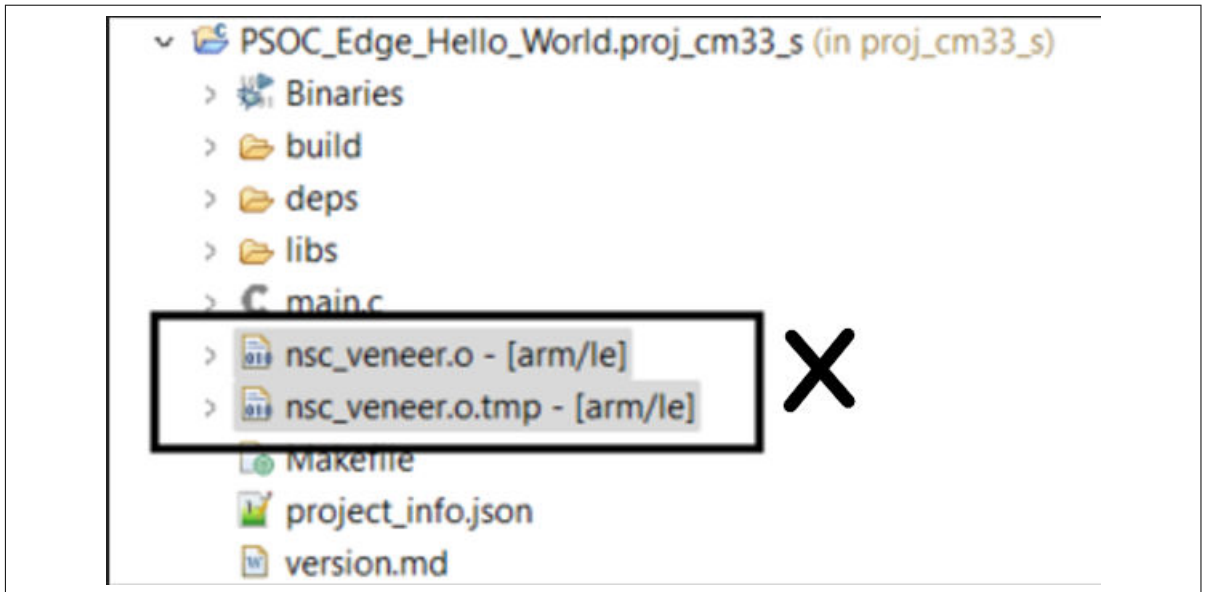 PSOC_Edge_Hello_World.proj_cm33_s (in proj_cm33_s)
Binaries
build
deps
libs
main.c
nsc_veneer.o - [arm/le]
nsc_veneer.o.tmp - [arm/le]
Makefile
project_info.json
version.md